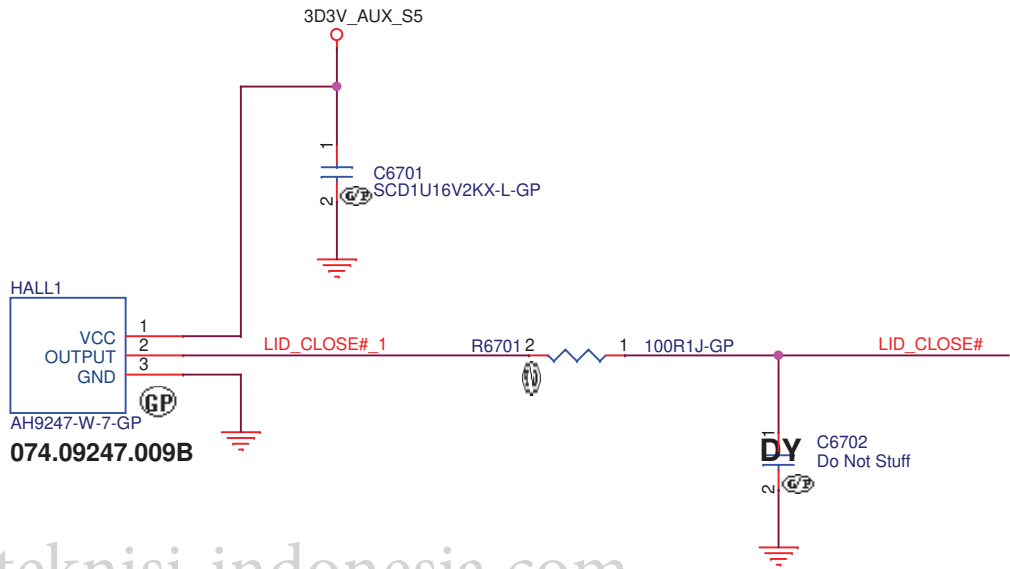 3D3V_AUX_S5
1
C6701
SCD1U16V2KX-L-GP
2
G/P
HALL1
VCC
1
OUTPUT
2
GND
3
GP
AH9247-W-7-GP
074.09247.009B
LID_CLOSE#_1
R6701
2
1
100R1J-GP
LID_CLOSE#
1
DY
C6702
Do Not Stuff
2
G/P
teknisi-indonesia.com